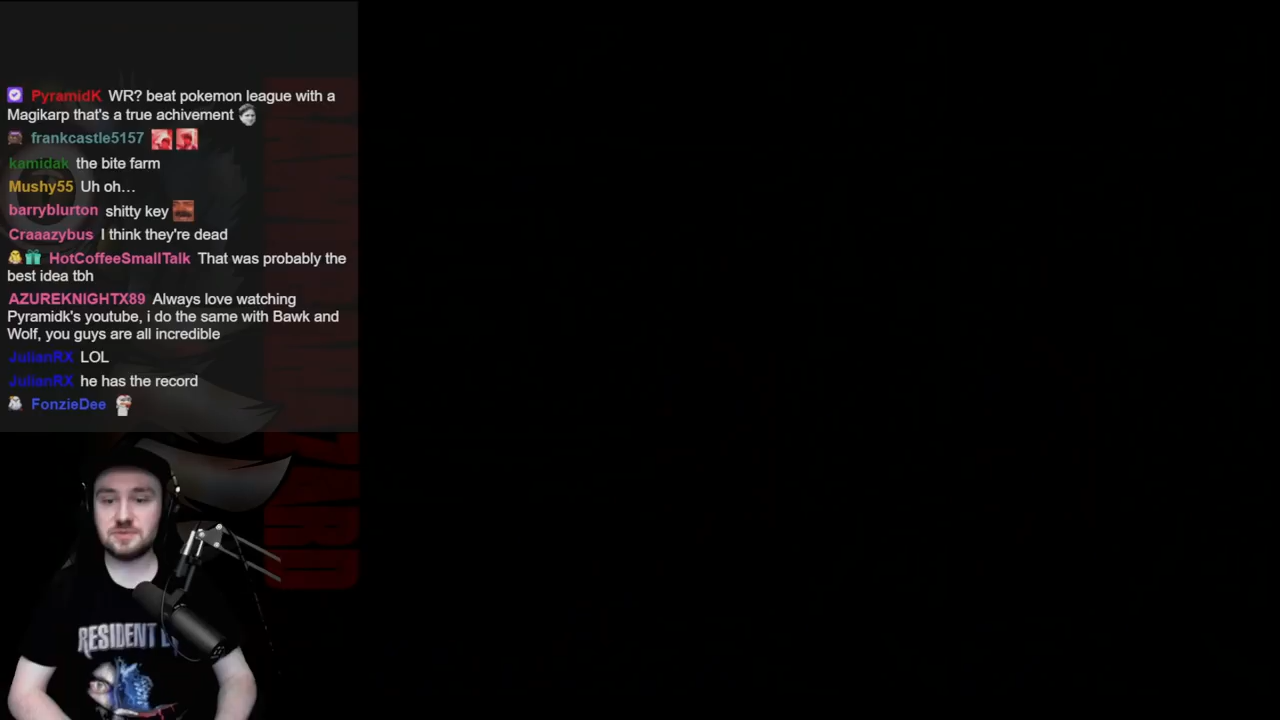 PyramidK WR? beat pokemon league with a
Magikarp that's a true achivement
frankcastle5157
kamidak the bite farm
Mushy55 Uh oh…
barryblurton shitty key
Craaazybus I think they're dead
HotCoffeeSmallTalk That was probably the
best idea tbh
AZUREKNIGHTX89 Always love watching
Pyramidk's youtube, i do the same with Bawk and
Wolf, you guys are all incredible
JulianRX LOL
JulianRX he has the record
FonzieDee
RESIDENT